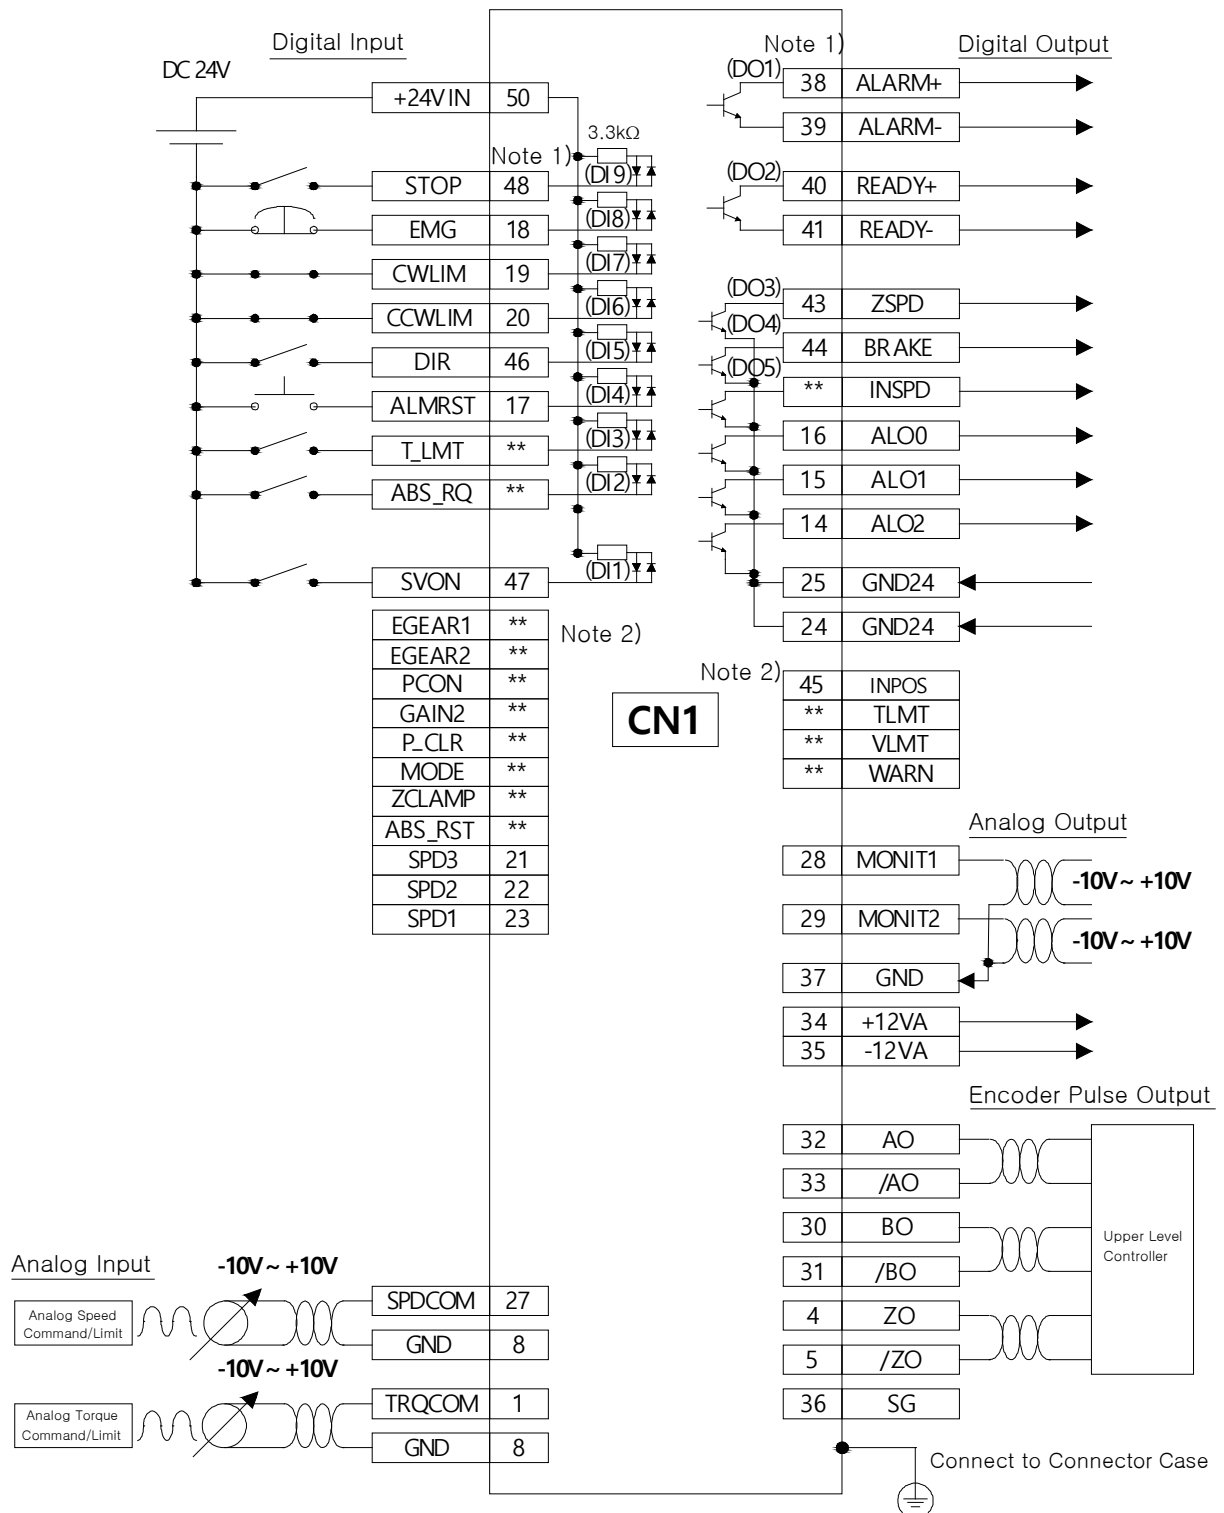 Digital Input
DC 24V
+24V IN 50
3.3kΩ
Note 1)
STOP 48 (DI9)
EMG 18 (DI8)
CWLIM 19 (DI7)
CCWLIM 20 (DI6)
DIR 46 (DI5)
ALMRST 17 (DI4)
T_LMT ** (DI3)
ABS_RQ ** (DI2)
SVON 47 (DI1)
EGEAR1 **
Note 2)
EGEAR2 **
PCON **
GAIN2 **
P_CLR **
MODE **
ZCLAMP **
ABS_RST **
SPD3 21
SPD2 22
SPD1 23
CN1
Note 1)
Digital Output
(DO1) 38 ALARM+
39 ALARM-
(DO2) 40 READY+
41 READY-
(DO3) 43 ZSPD
(DO4) 44 BRAKE
(DO5) ** INSPD
16 ALO0
15 ALO1
14 ALO2
25 GND24
24 GND24
Note 2)
45 INPOS
** TLMT
** VLMT
** WARN
Analog Output
28 MONIT1
-10V ~ +10V
29 MONIT2
-10V ~ +10V
37 GND
34 +12VA
35 -12VA
Encoder Pulse Output
32 AO
33 /AO
30 BO
31 /BO
4 ZO
5 /ZO
Upper Level
Controller
36 SG
Connect to Connector Case
Analog Input
-10V ~ +10V
Analog Speed
Command/Limit
SPDCOM 27
GND 8
-10V ~ +10V
Analog Torque
Command/Limit
TRQCOM 1
GND 8